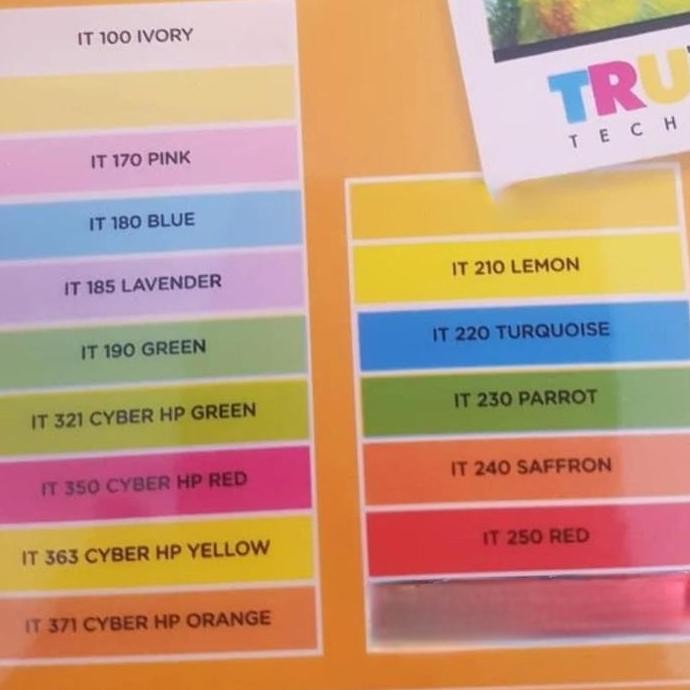 IT 100 IVORY
IT 170 PINK
IT 180 BLUE
IT 185 LAVENDER
IT 190 GREEN
IT 321 CYBER HP GREEN
IT 350 CYBER HP RED
IT 363 CYBER HP YELLOW
IT 371 CYBER HP ORANGE
TRU
TECH
IT 210 LEMON
IT 220 TURQUOISE
IT 230 PARROT
IT 240 SAFFRON
IT 250 RED